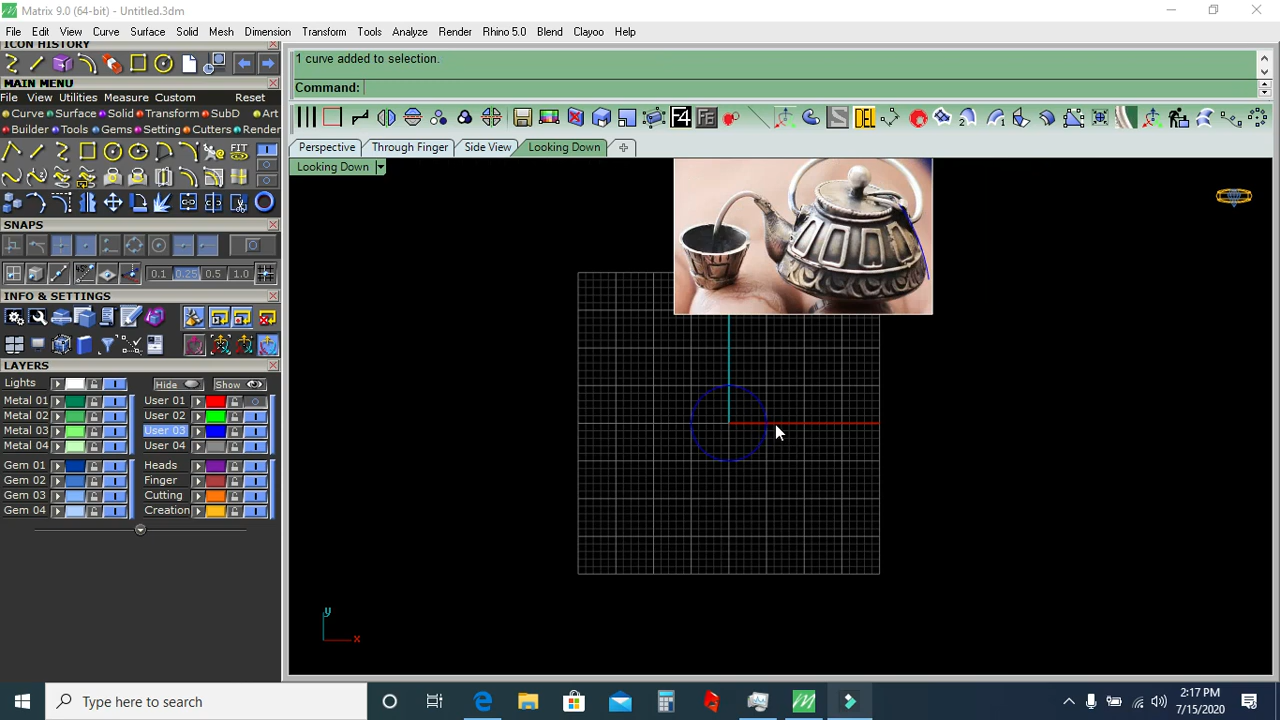 Matrix 9.0 (64-bit) - Untitled.3dm
File Edit View Curve Surface Solid Mesh Dimension Transform Tools Analyze Render Rhino 5.0 Blend Clayoo Help
ICON HISTORY
1 curve added to selection.
Command:
MAIN MENU
File View Utilities Measure Custom Reset
Curve Surface Solid Transform SubD Art
Builder Tools Gems Setting Cutters Render
F4 FE DEL
Perspective Through Finger Side View Looking Down
FIT
Looking Down
SNAPS
0.1 0.25 0.5 1.0
INFO & SETTINGS
LAYERS
Lights Hide Show
Metal 01 User 01
Metal 02 User 02
Metal 03 User 03
Metal 04 User 04
Gem 01 Heads
Gem 02 Finger
Gem 03 Cutting
Gem 04 Creation
y
x
Type here to search
2:17 PM
7/15/2020